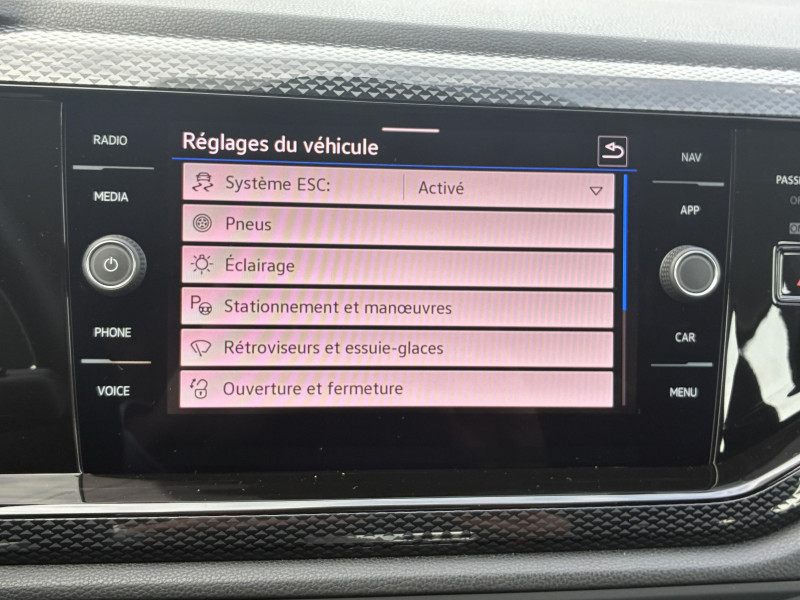 RADIO
MEDIA
PHONE
VOICE
Réglages du véhicule
Système ESC: Activé
Pneus
Éclairage
P Stationnement et manœuvres
Rétroviseurs et essuie-glaces
Ouverture et fermeture
NAV
APP
CAR
MENU